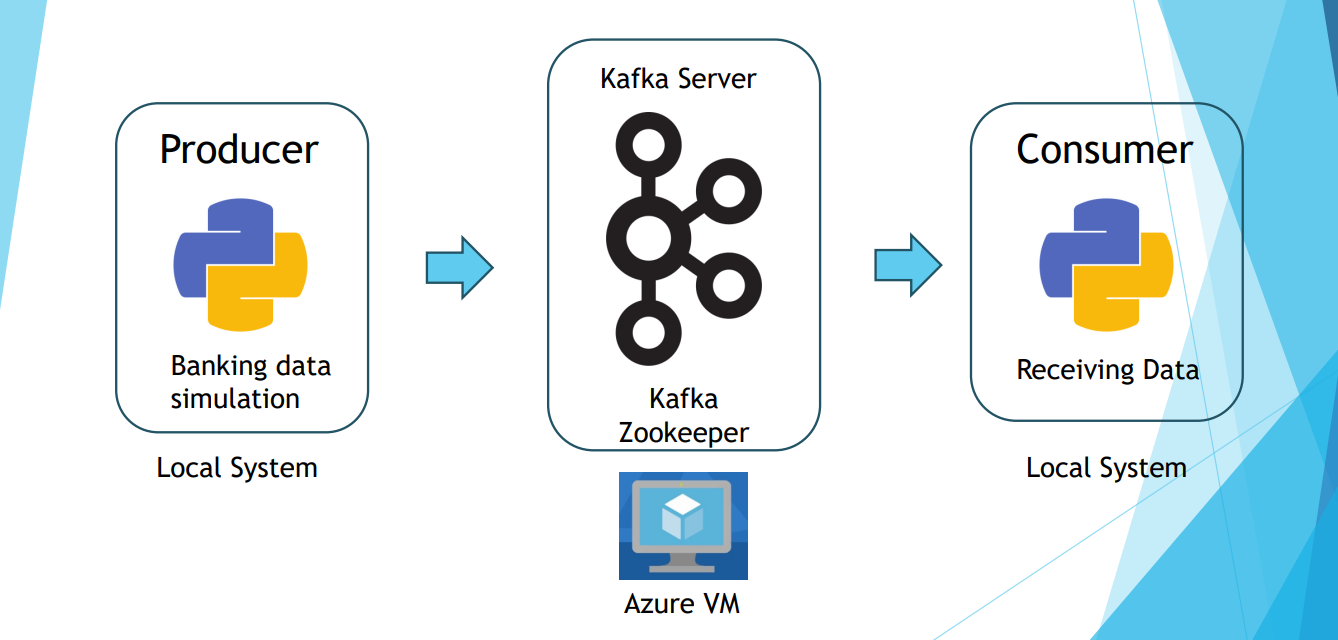 Producer
Banking data
simulation
Local System
Kafka Server
Kafka
Zookeeper
Azure VM
Consumer
Receiving Data
Local System